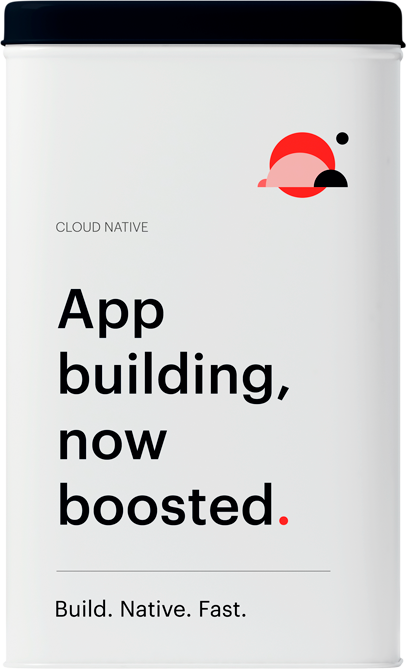 CLOUD NATIVE
App
building,
now
boosted.
Build. Native. Fast.